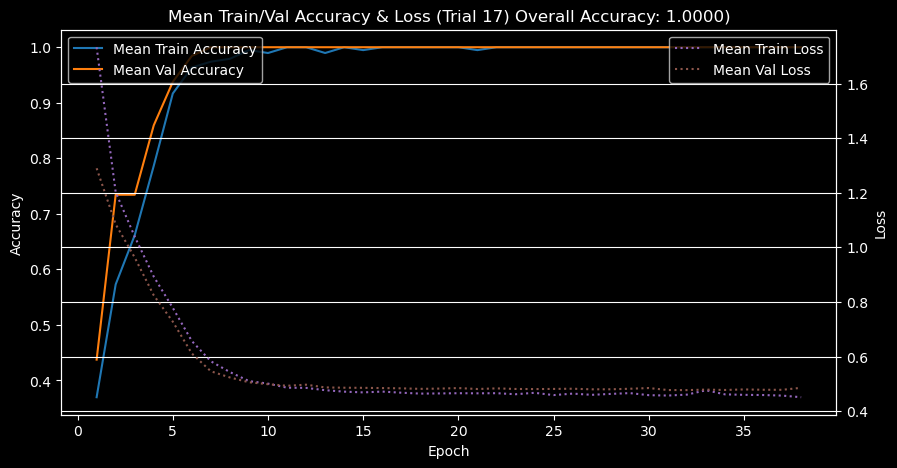 Mean Train/Val Accuracy & Loss (Trial 17) Overall Accuracy: 1.0000)
Mean Train Accuracy
Mean Val Accuracy
Mean Train Loss
Mean Val Loss
Accuracy
1.0
0.9
0.8
0.7
0.6
0.5
0.4
Loss
1.6
1.4
1.2
1.0
0.8
0.6
0.4
0 5 10 15 20 25 30 35
Epoch